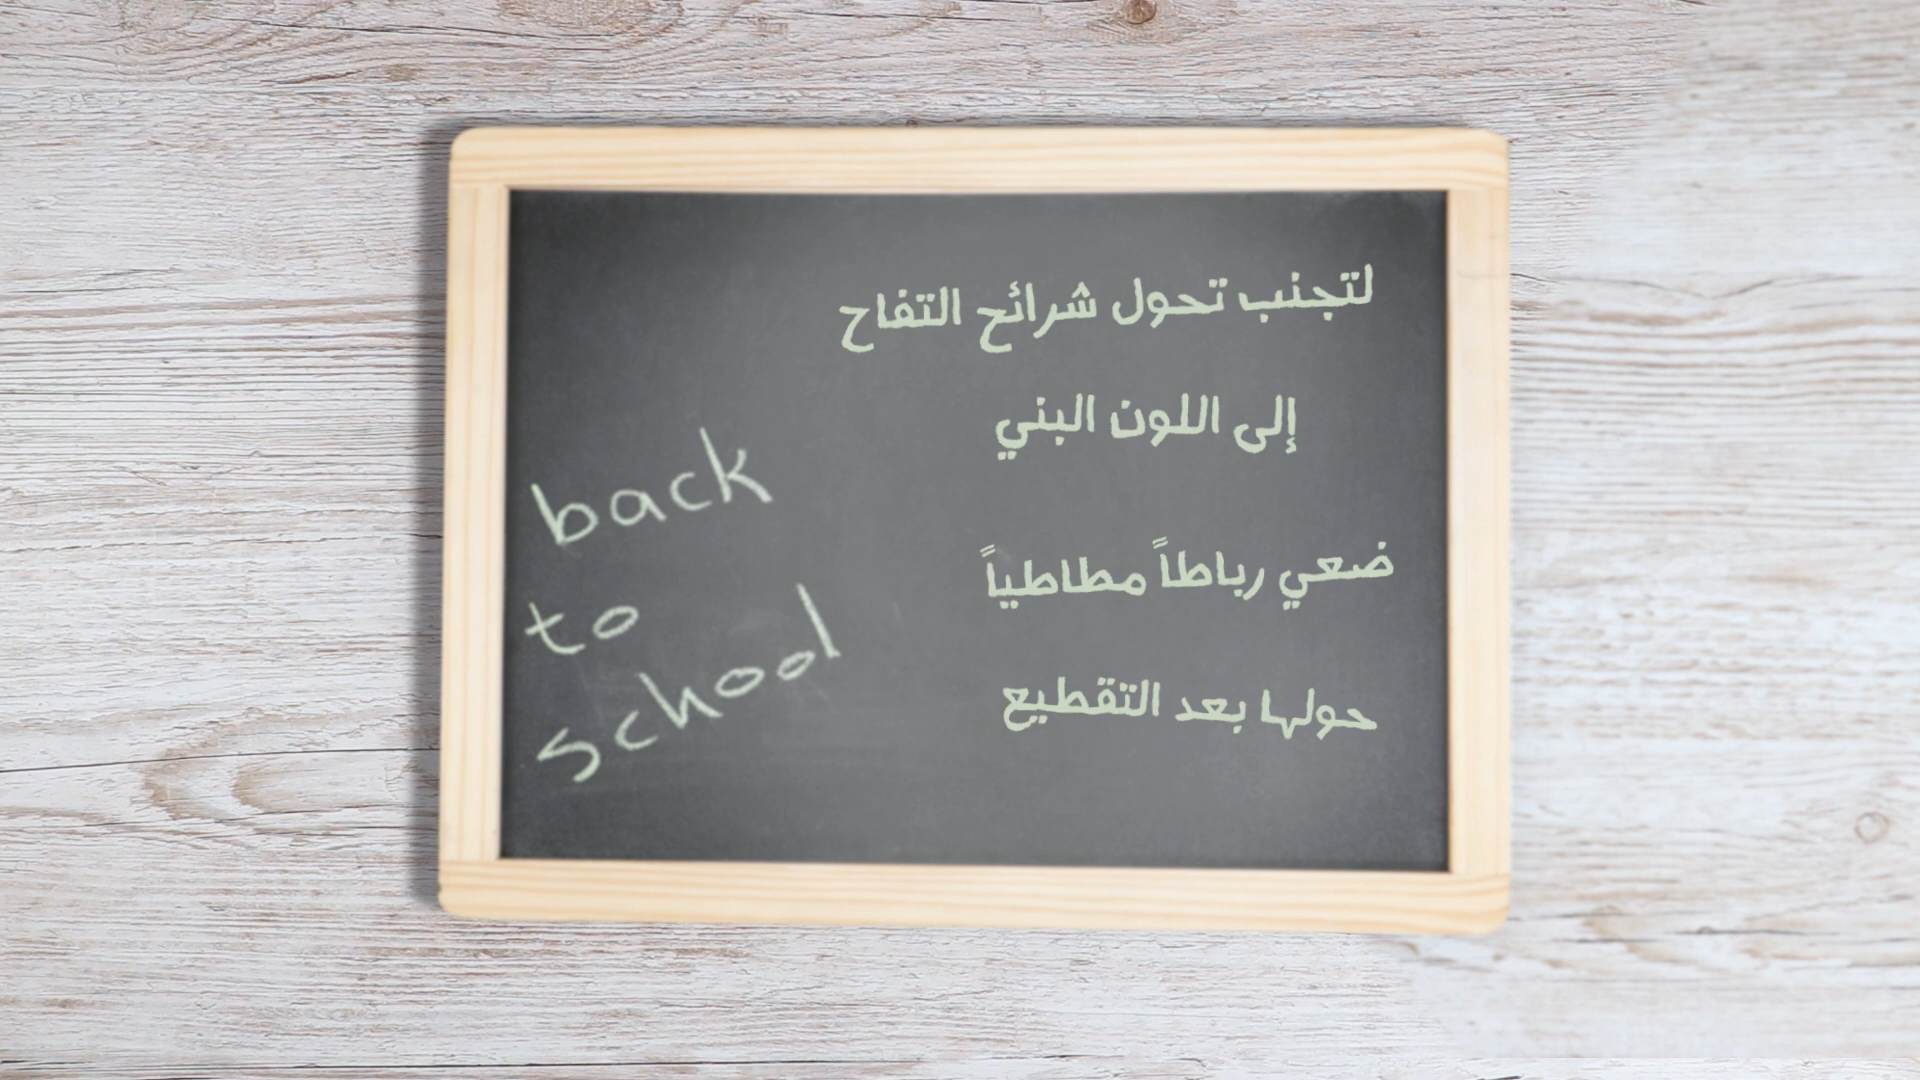 لتجنب تحول شرائح التفاح
إلى اللون البني
ضعي رباطاً مطاطياً
حولها بعد التقطيع
back
to
school